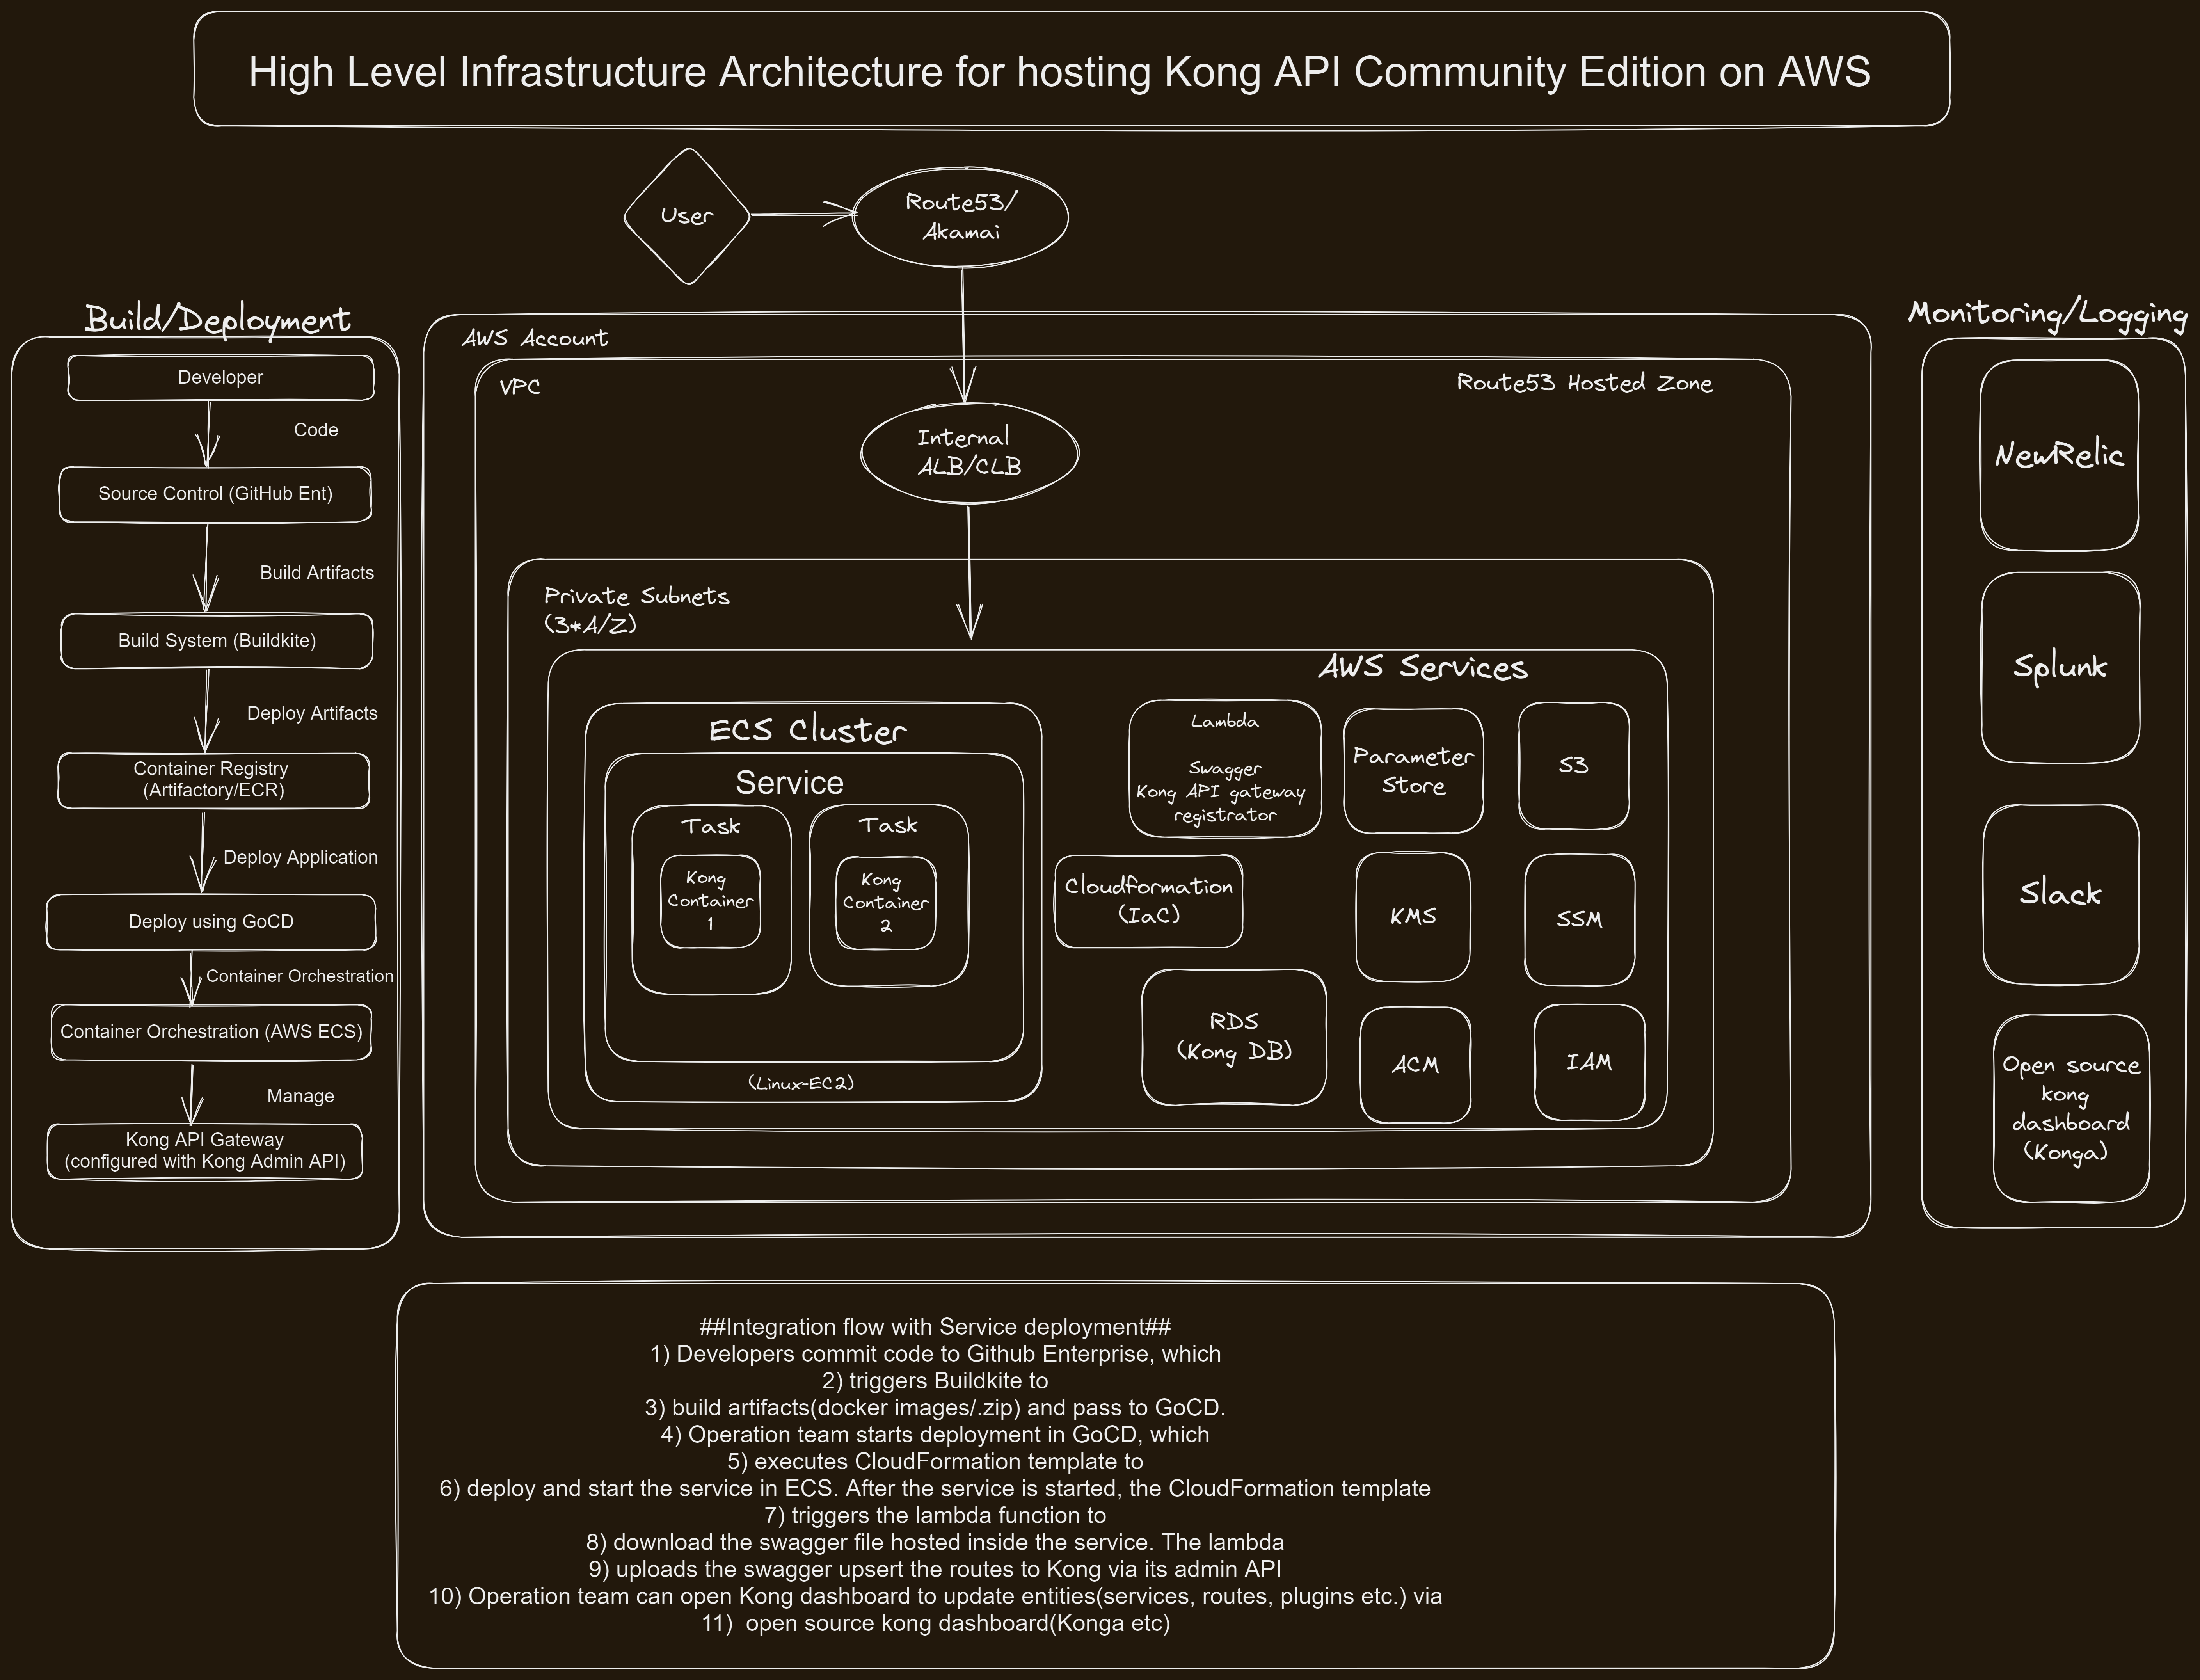 High Level Infrastructure Architecture for hosting Kong API Community Edition on AWS
User
Route53/
Akamai
Build/Deployment
Developer
Code
Source Control (GitHub Ent)
Build Artifacts
Build System (Buildkite)
Deploy Artifacts
Container Registry
(Artifactory/ECR)
Deploy Application
Deploy using GoCD
Container Orchestration
Container Orchestration (AWS ECS)
Manage
Kong API Gateway
(configured with Kong Admin API)
AWS Account
VPC
Route53 Hosted Zone
Internal
ALB/CLB
Private Subnets
(3*A/Z)
AWS Services
ECS Cluster
Service
Task
Kong
Container
1
Task
Kong
Container
2
(Linux-EC2)
Lambda
Swagger
Kong API gateway
registrator
Parameter
Store
S3
Cloudformation
(IaC)
KMS
SSM
RDS
(Kong DB)
ACM
IAM
Monitoring/Logging
NewRelic
Splunk
Slack
Open source
kong
dashboard
(Konga)
##Integration flow with Service deployment##
1) Developers commit code to Github Enterprise, which
2) triggers Buildkite to
3) build artifacts(docker images/.zip) and pass to GoCD.
4) Operation team starts deployment in GoCD, which
5) executes CloudFormation template to
6) deploy and start the service in ECS. After the service is started, the CloudFormation template
7) triggers the lambda function to
8) download the swagger file hosted inside the service. The lambda
9) uploads the swagger upsert the routes to Kong via its admin API
10) Operation team can open Kong dashboard to update entities(services, routes, plugins etc.) via
11)  open source kong dashboard(Konga etc)